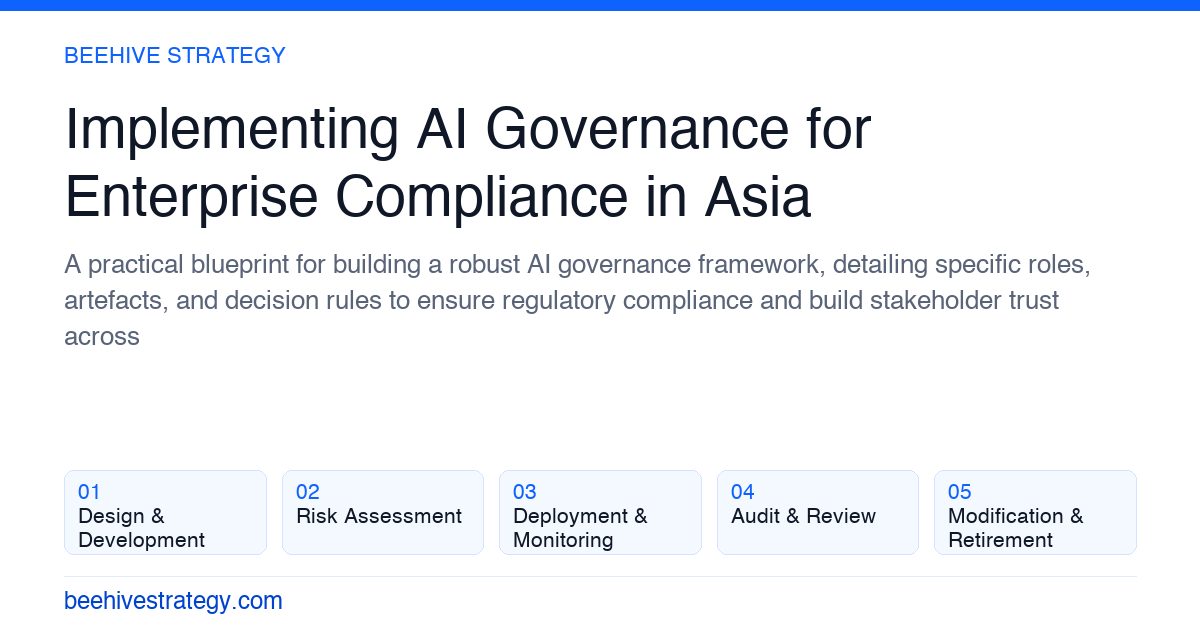 BEEHIVE STRATEGY
Implementing AI Governance for
Enterprise Compliance in Asia
A practical blueprint for building a robust AI governance framework, detailing specific roles,
artefacts, and decision rules to ensure regulatory compliance and build stakeholder trust
across
01
Design &
Development
02
Risk Assessment
03
Deployment &
Monitoring
04
Audit & Review
05
Modification &
Retirement
beehivestrategy.com